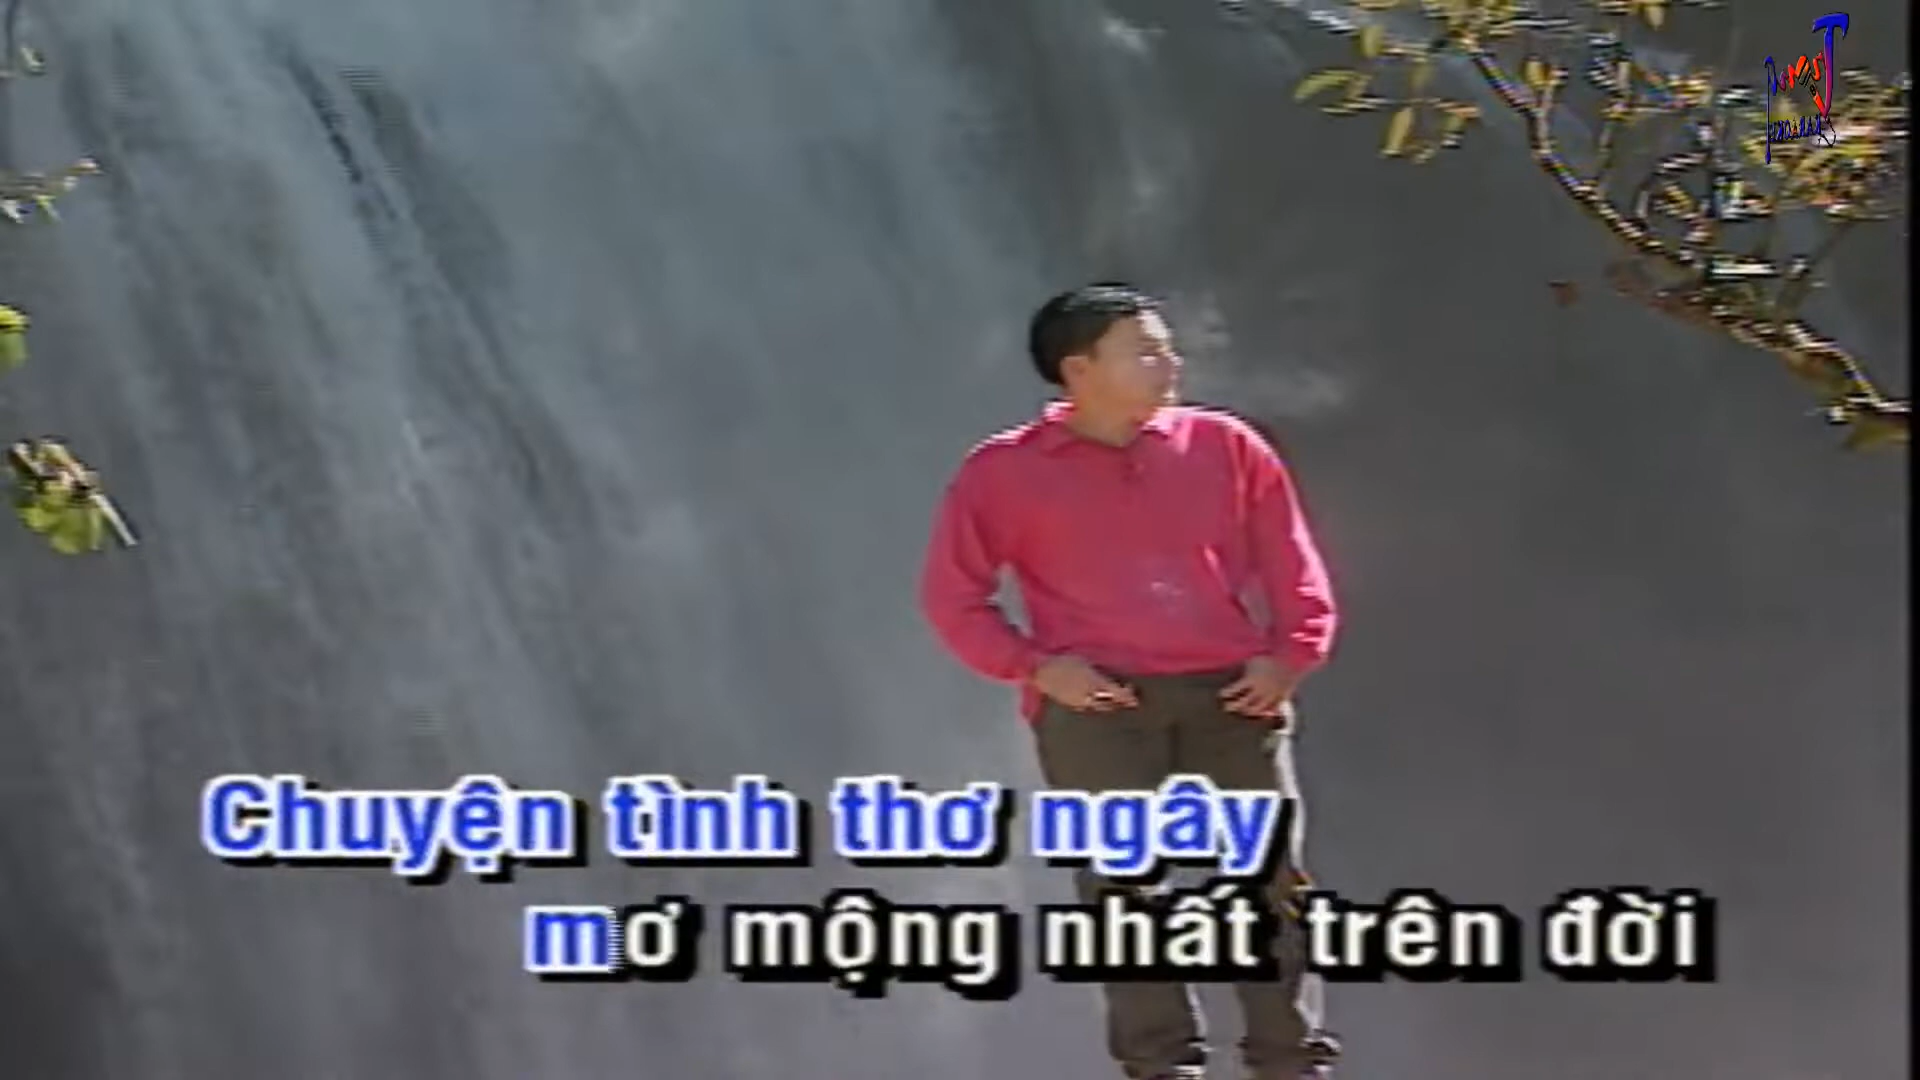 Chuyện tình thơ ngây
mơ mộng nhất trên đời